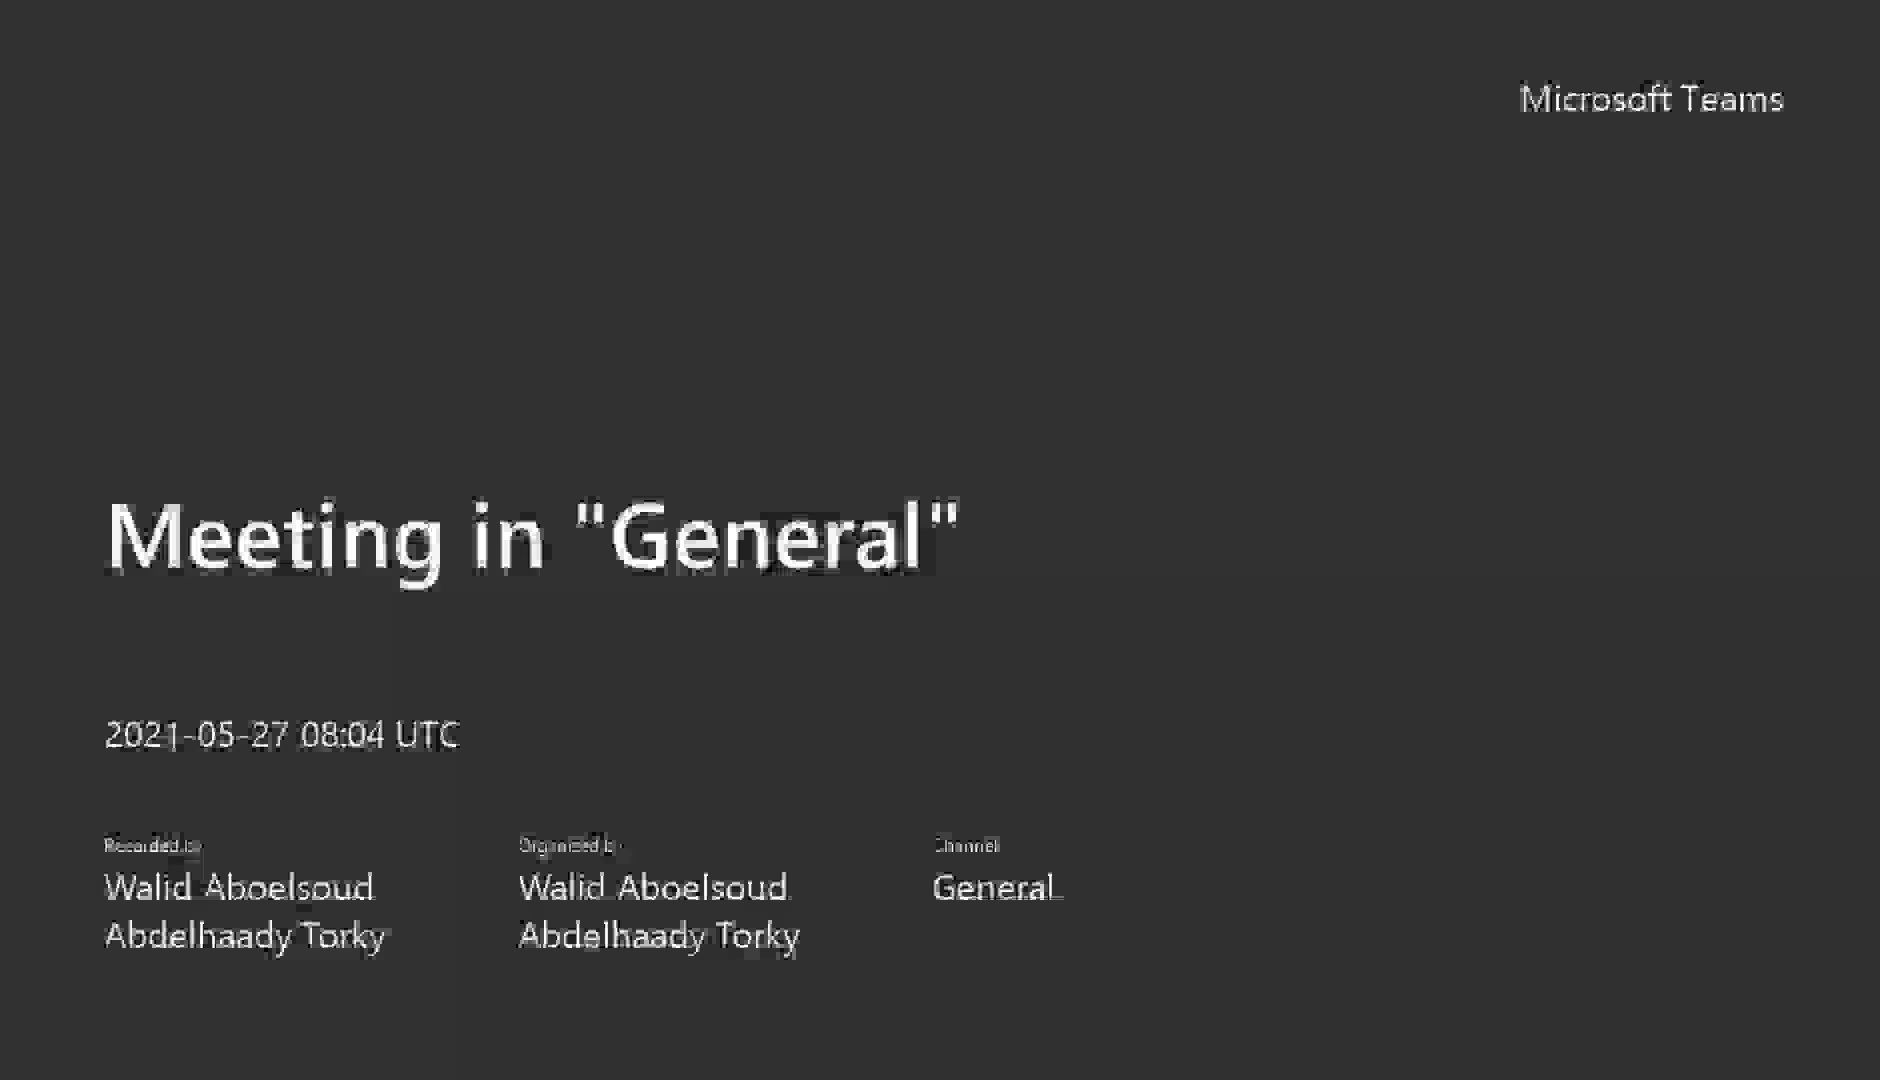 Microsoft Teams
Meeting in "General"
2021-05-27 08:04 UTC
Recorded by
Organized by
Channel
Walid Aboelsoud
Walid Aboelsoud
General
Abdelhaady Torky
Abdelhaady Torky